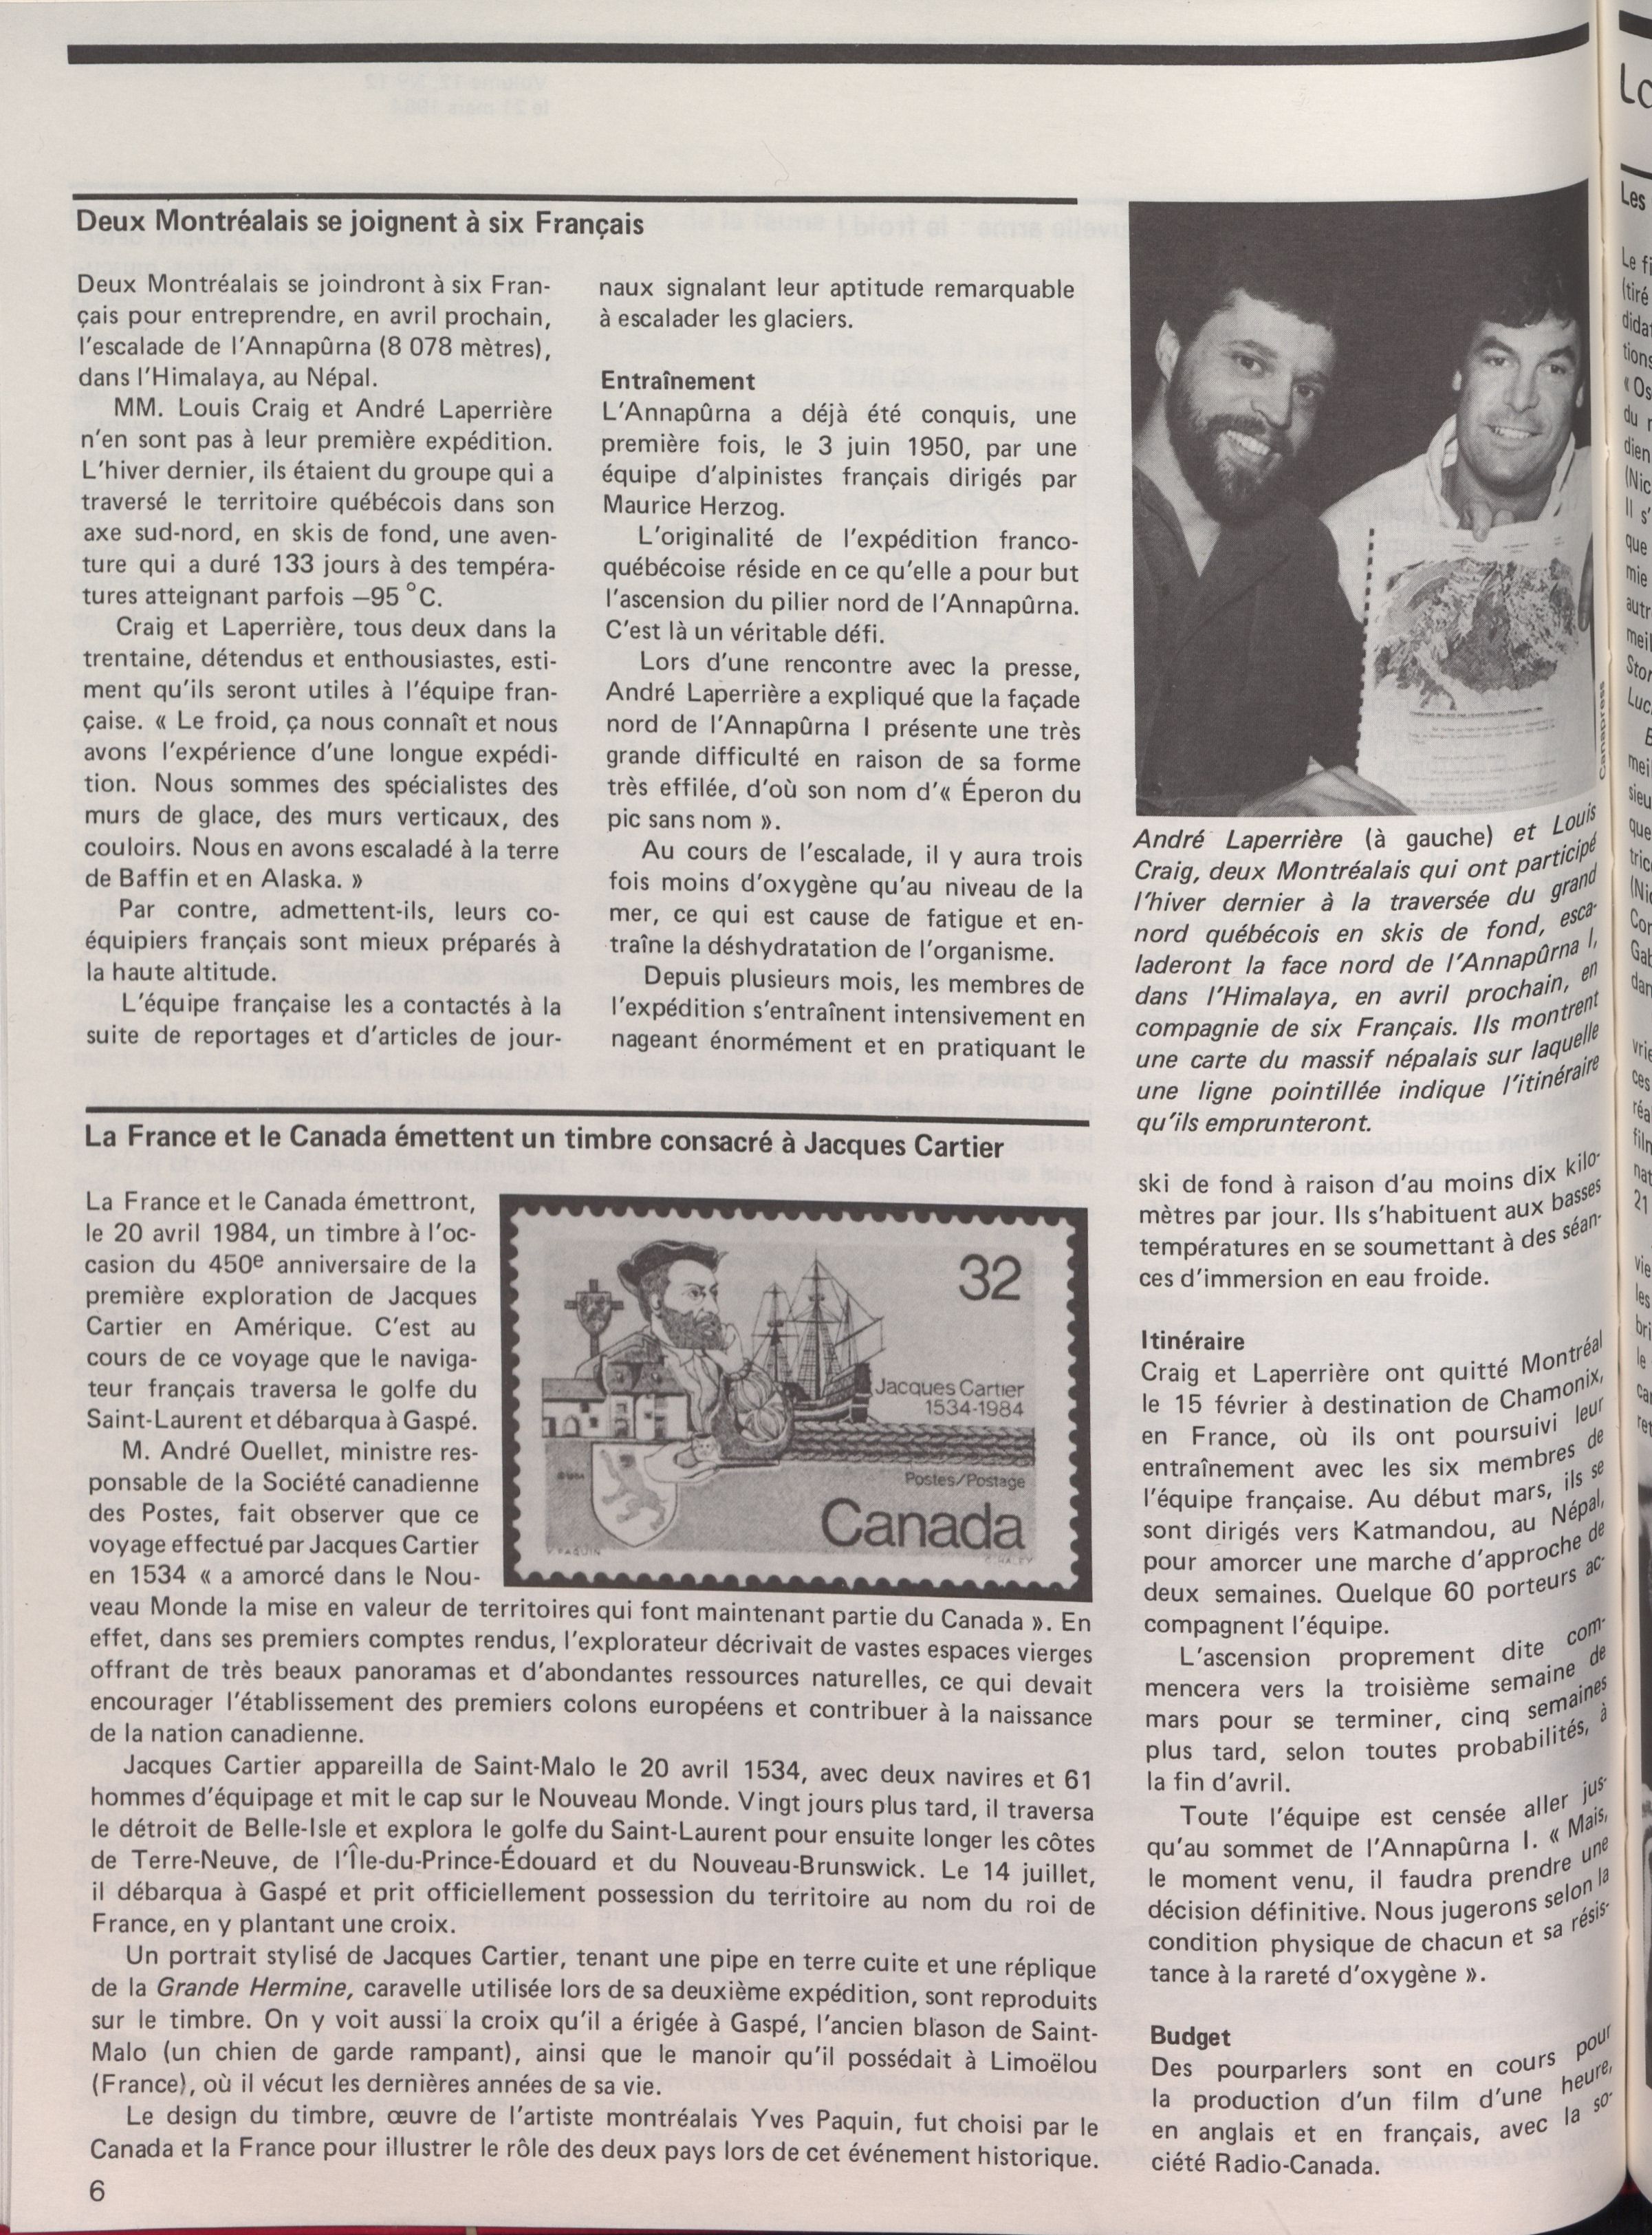 Deux Montréalais se joignent à six Français
Deux Montréalais se joindront à six Fran-
çais pour entreprendre, en avril prochain,
l'escalade de l'Annapûrna (8 078 mètres),
dans l'Himalaya, au Népal.
MM. Louis Craig et André Laperrière
n'en sont pas à leur première expédition.
L'hiver dernier, ils étaient du groupe qui a
traversé le territoire québécois dans son
axe sud-nord, en skis de fond, une aven-
ture qui a duré 133 jours à des tempéra-
tures atteignant parfois —95 °C.
Craig et Laperrière, tous deux dans la
trentaine, détendus et enthousiastes, esti-
ment qu'ils seront utiles à l'équipe fran-
çaise. « Le froid, ça nous connaît et nous
avons l'expérience d'une longue expédi-
tion. Nous sommes des spécialistes des
murs de glace, des murs verticaux, des
couloirs. Nous en avons escaladé à la terre
de Baffin et en Alaska. »
Par contre, admettent-ils, leurs co-
équipiers français sont mieux préparés à
la haute altitude.
L'équipe française les a contactés à la
suite de reportages et d'articles de jour-
naux signalant leur aptitude remarquable
à escalader les glaciers.
Entraînement
L'Annapûrna a déjà été conquis, une
première fois, le 3 juin 1950, par une
équipe d'alpinistes français dirigés par
Maurice Herzog.
L'originalité de l'expédition franco-
québécoise réside en ce qu'elle a pour but
l'ascension du pilier nord de l'Annapûrna.
C'est là un véritable défi.
Lors d'une rencontre avec la presse,
André Laperrière a expliqué que la façade
nord de l'Annapûrna I présente une très
grande difficulté en raison de sa forme
très effilée, d'où son nom d'« Éperon du
pic sans nom ».
Au cours de l'escalade, il y aura trois
fois moins d'oxygène qu'au niveau de la
mer, ce qui est cause de fatigue et en-
traîne la déshydratation de l'organisme.
Depuis plusieurs mois, les membres de
l'expédition s'entraînent intensivement en
nageant énormément et en pratiquant le
Canapress
André Laperrière (à gauche) et Louis
Craig, deux Montréalais qui ont participé
l'hiver dernier à la traversée du grand
nord québécois en skis de fond, esca-
laderont la face nord de l'Annapûrna I,
dans l'Himalaya, en avril prochain, en
compagnie de six Français. Ils montrent
une carte du massif népalais sur laquelle
une ligne pointillée indique l'itinéraire
qu'ils emprunteront.
ski de fond à raison d'au moins dix kilo-
mètres par jour. Ils s'habituent aux basses
températures en se soumettant à des séan-
ces d'immersion en eau froide.
Itinéraire
Craig et Laperrière ont quitté Montréal
le 15 février à destination de Chamonix,
en France, où ils ont poursuivi leur
entraînement avec les six membres de
l'équipe française. Au début mars, ils se
sont dirigés vers Katmandou, au Népal,
pour amorcer une marche d'approche de
deux semaines. Quelque 60 porteurs ac-
compagnent l'équipe.
L'ascension proprement dite com-
mencera vers la troisième semaine de
mars pour se terminer, cinq semaines
plus tard, selon toutes probabilités, à
la fin d'avril.
Toute l'équipe est censée aller jus-
qu'au sommet de l'Annapûrna I. « Mais,
le moment venu, il faudra prendre une
décision définitive. Nous jugerons selon la
condition physique de chacun et sa résis-
tance à la rareté d'oxygène ».
Budget
Des pourparlers sont en cours pour
la production d'un film d'une heure,
en anglais et en français, avec la so-
ciété Radio-Canada.
La France et le Canada émettent un timbre consacré à Jacques Cartier
La France et le Canada émettront,
le 20 avril 1984, un timbre à l'oc-
casion du 450e anniversaire de la
première exploration de Jacques
Cartier en Amérique. C'est au
cours de ce voyage que le naviga-
teur français traversa le golfe du
Saint-Laurent et débarqua à Gaspé.
M. André Ouellet, ministre res-
ponsable de la Société canadienne
des Postes, fait observer que ce
voyage effectué par Jacques Cartier
en 1534 « a amorcé dans le Nou-
veau Monde la mise en valeur de territoires qui font maintenant partie du Canada ». En
effet, dans ses premiers comptes rendus, l'explorateur décrivait de vastes espaces vierges
offrant de très beaux panoramas et d'abondantes ressources naturelles, ce qui devait
encourager l'établissement des premiers colons européens et contribuer à la naissance
de la nation canadienne.
Jacques Cartier appareilla de Saint-Malo le 20 avril 1534, avec deux navires et 61
hommes d'équipage et mit le cap sur le Nouveau Monde. Vingt jours plus tard, il traversa
le détroit de Belle-Isle et explora le golfe du Saint-Laurent pour ensuite longer les côtes
de Terre-Neuve, de l'Île-du-Prince-Édouard et du Nouveau-Brunswick. Le 14 juillet,
il débarqua à Gaspé et prit officiellement possession du territoire au nom du roi de
France, en y plantant une croix.
Un portrait stylisé de Jacques Cartier, tenant une pipe en terre cuite et une réplique
de la Grande Hermine, caravelle utilisée lors de sa deuxième expédition, sont reproduits
sur le timbre. On y voit aussi la croix qu'il a érigée à Gaspé, l'ancien blason de Saint-
Malo (un chien de garde rampant), ainsi que le manoir qu'il possédait à Limoëlou
(France), où il vécut les dernières années de sa vie.
Le design du timbre, œuvre de l'artiste montréalais Yves Paquin, fut choisi par le
Canada et la France pour illustrer le rôle des deux pays lors de cet événement historique.
32
Jacques Cartier
1534-1984
Postes/Postage
Canada
Y. PAQUIN
6